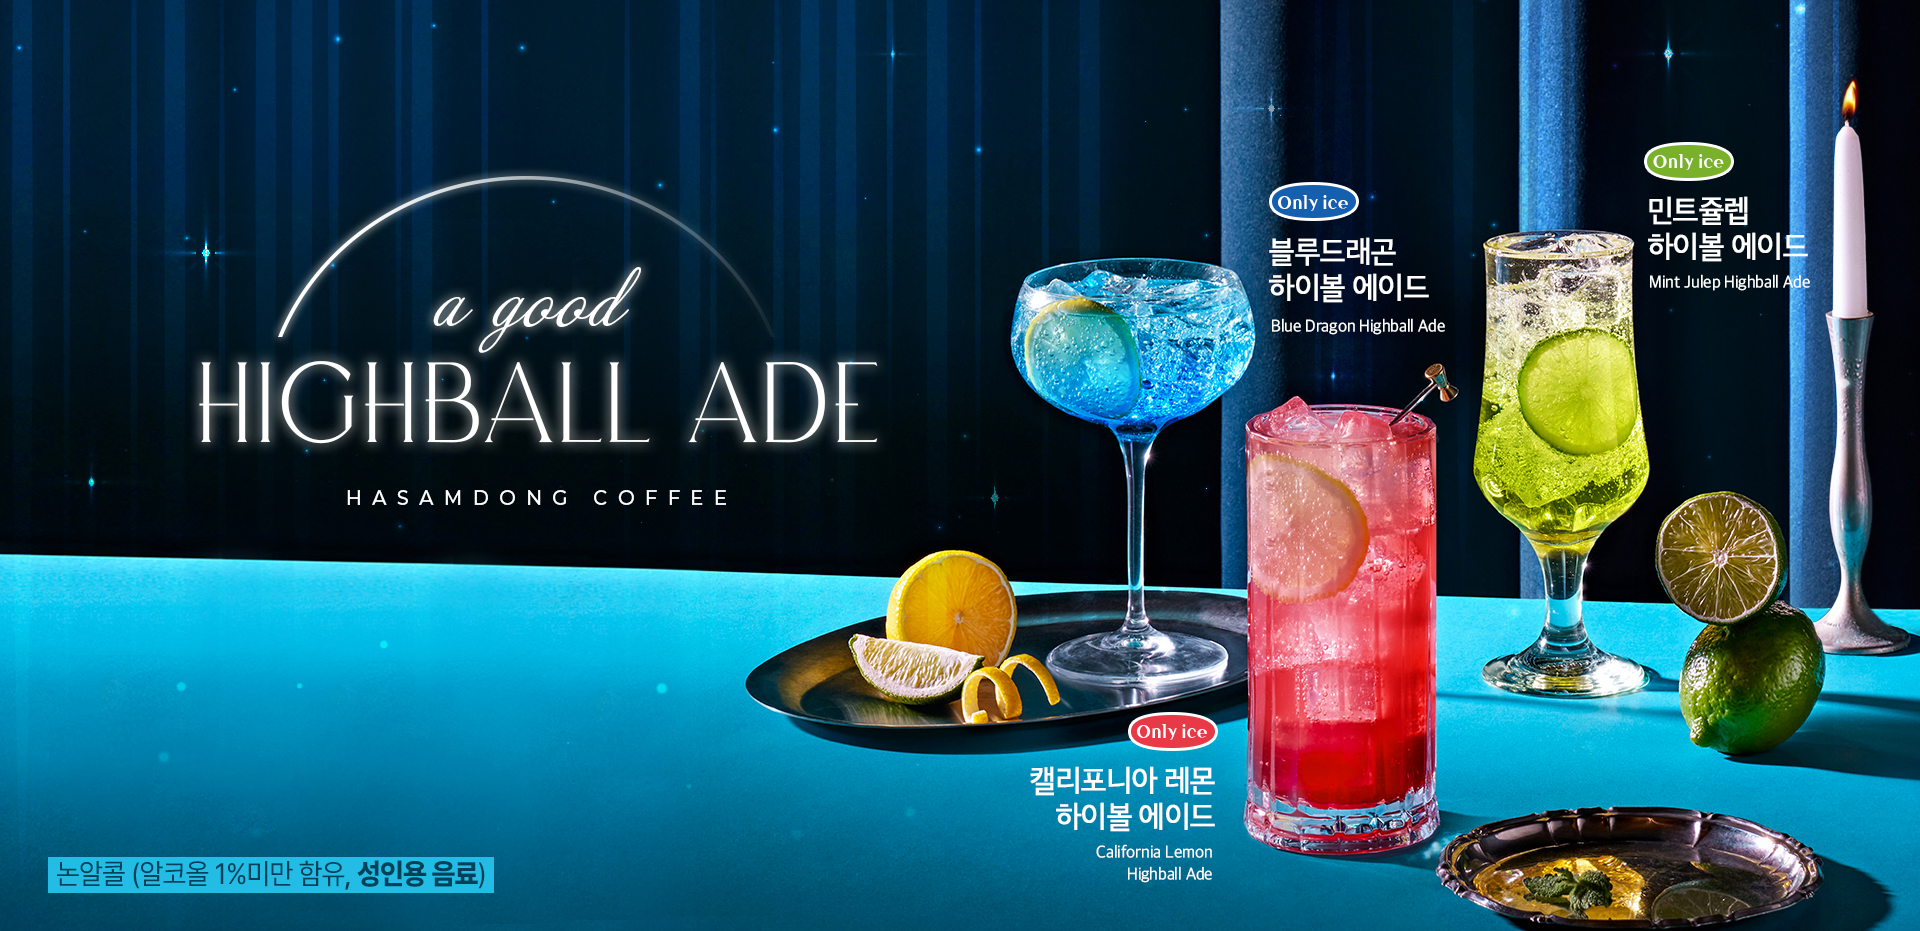 a good
HIGHBALL ADE
HASAMDONG COFFEE
Only ice
블루드래곤
하이볼 에이드
Blue Dragon Highball Ade
Only ice
민트쥴렙
하이볼 에이드
Mint Julep Highball Ade
Only ice
캘리포니아 레몬
하이볼 에이드
California Lemon
Highball Ade
논알콜 (알코올 1%미만 함유, 성인용 음료)